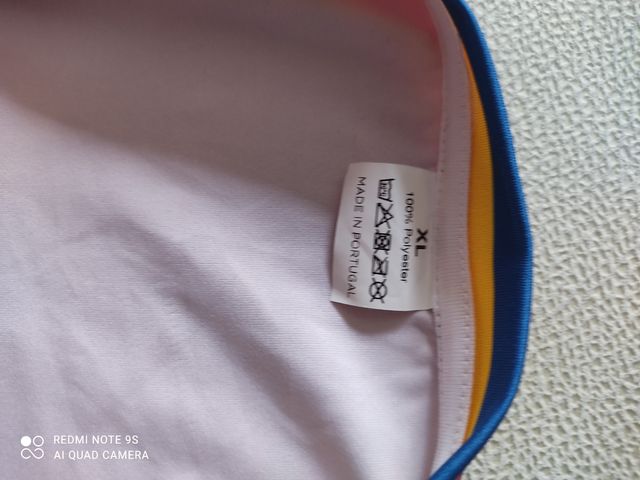 XL
100% Polyester
MADE IN PORTUGAL
REDMI NOTE 9S
AI QUAD CAMERA